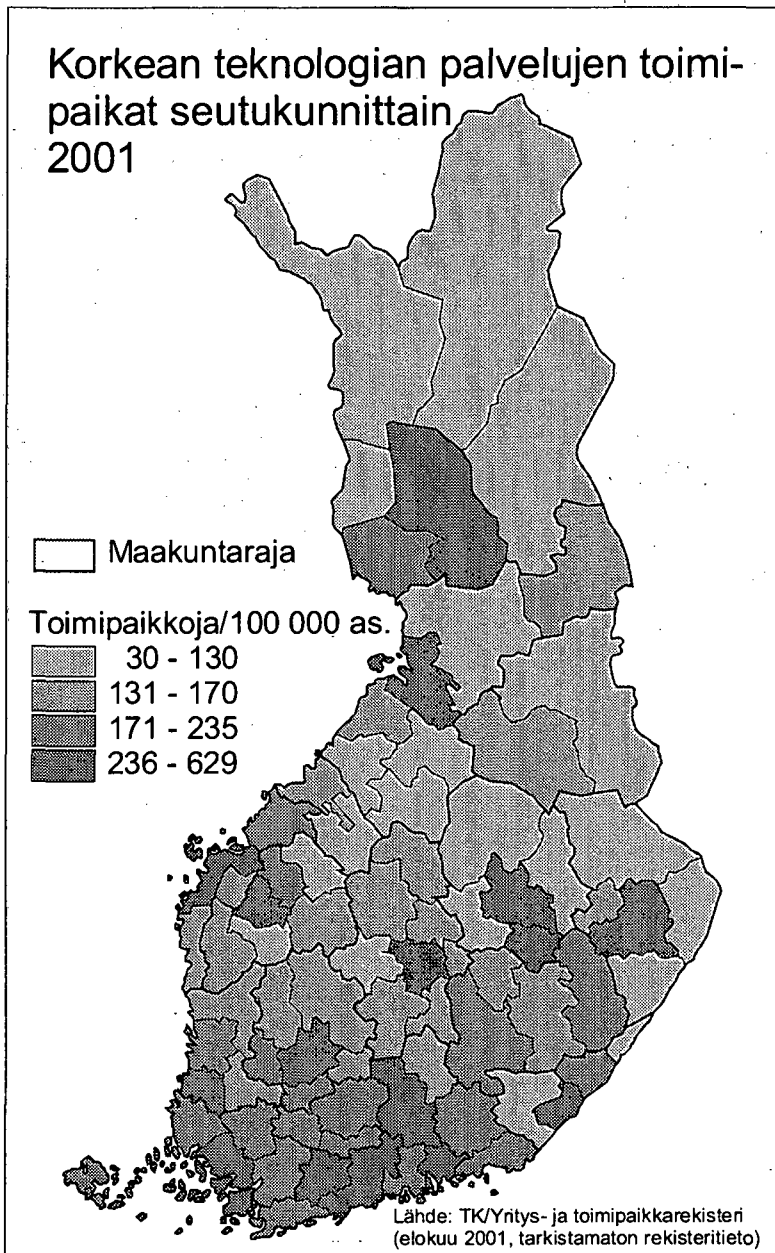 Korkean teknologian palvelujen toimi-
paikat seutukunnittain
2001
Maakuntaraja
Toimipaikkoja/100 000 as.
30 - 130
131 - 170
171 - 235
236 - 629
Lähde: TK/Yritys- ja toimipaikkarekisteri
(elokuu 2001, tarkistamaton rekisteritieto)